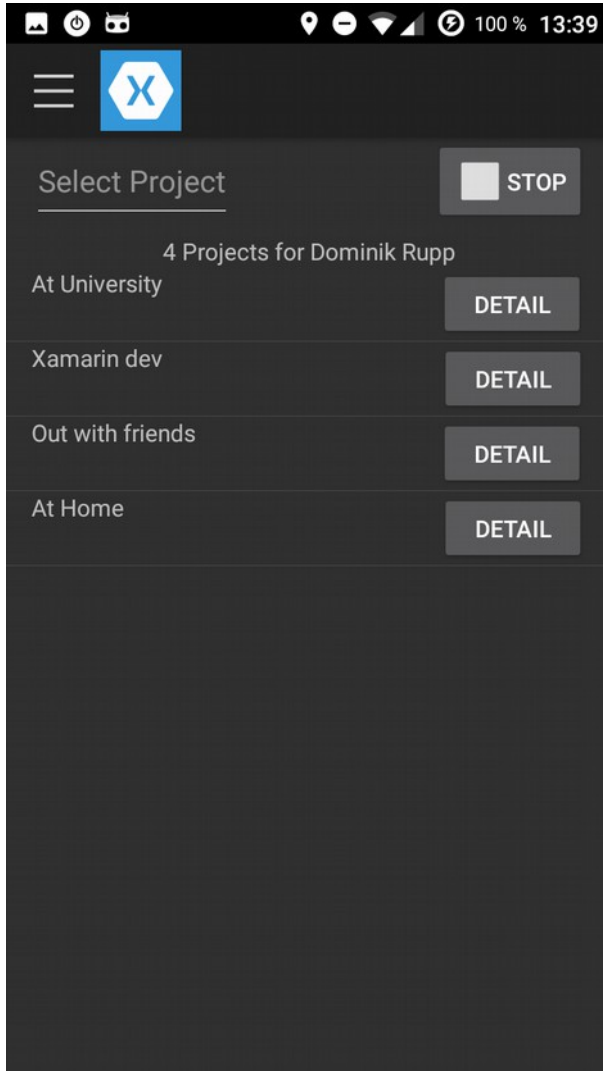 100 % 13:39
X
Select Project
STOP
4 Projects for Dominik Rupp
At University
DETAIL
Xamarin dev
DETAIL
Out with friends
DETAIL
At Home
DETAIL